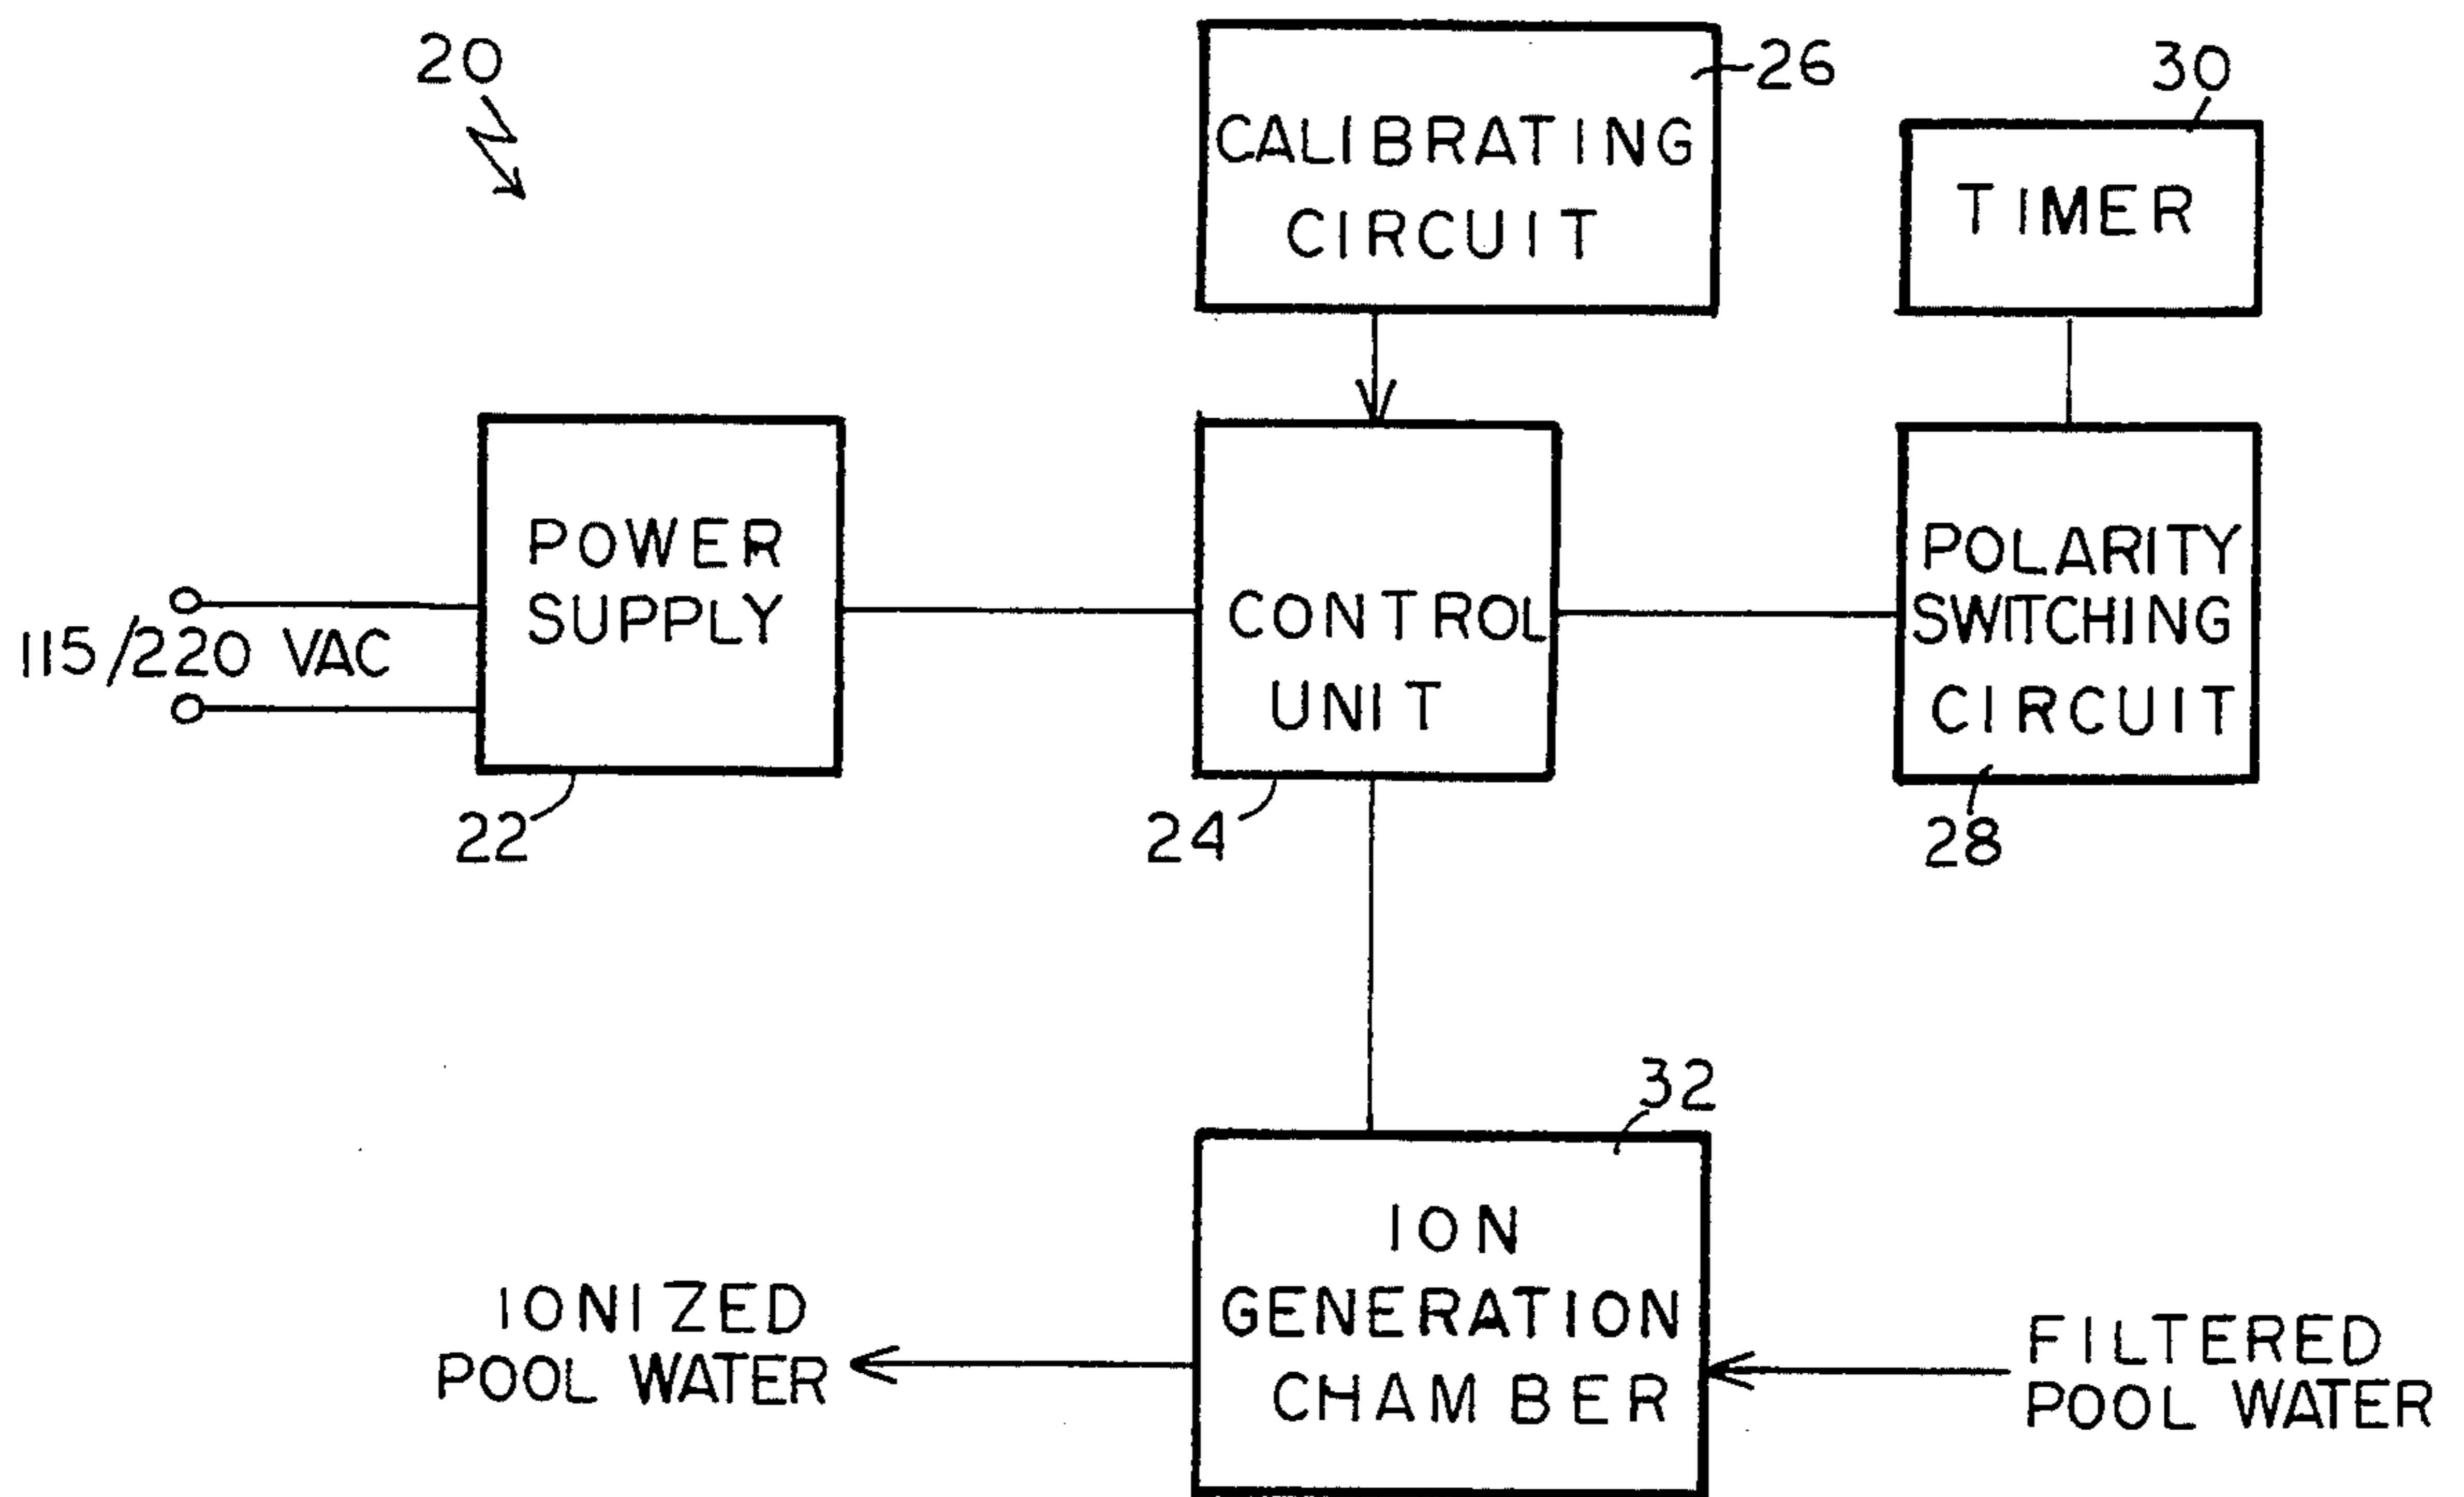 20
26
30
CALIBRATING
CIRCUIT
TIMER
POWER
SUPPLY
115/220 VAC
CONTROL
UNIT
POLARITY
SWITCHING
CIRCUIT
22
24
28
32
ION
GENERATION
CHAMBER
IONIZED
POOL WATER
FILTERED
POOL WATER